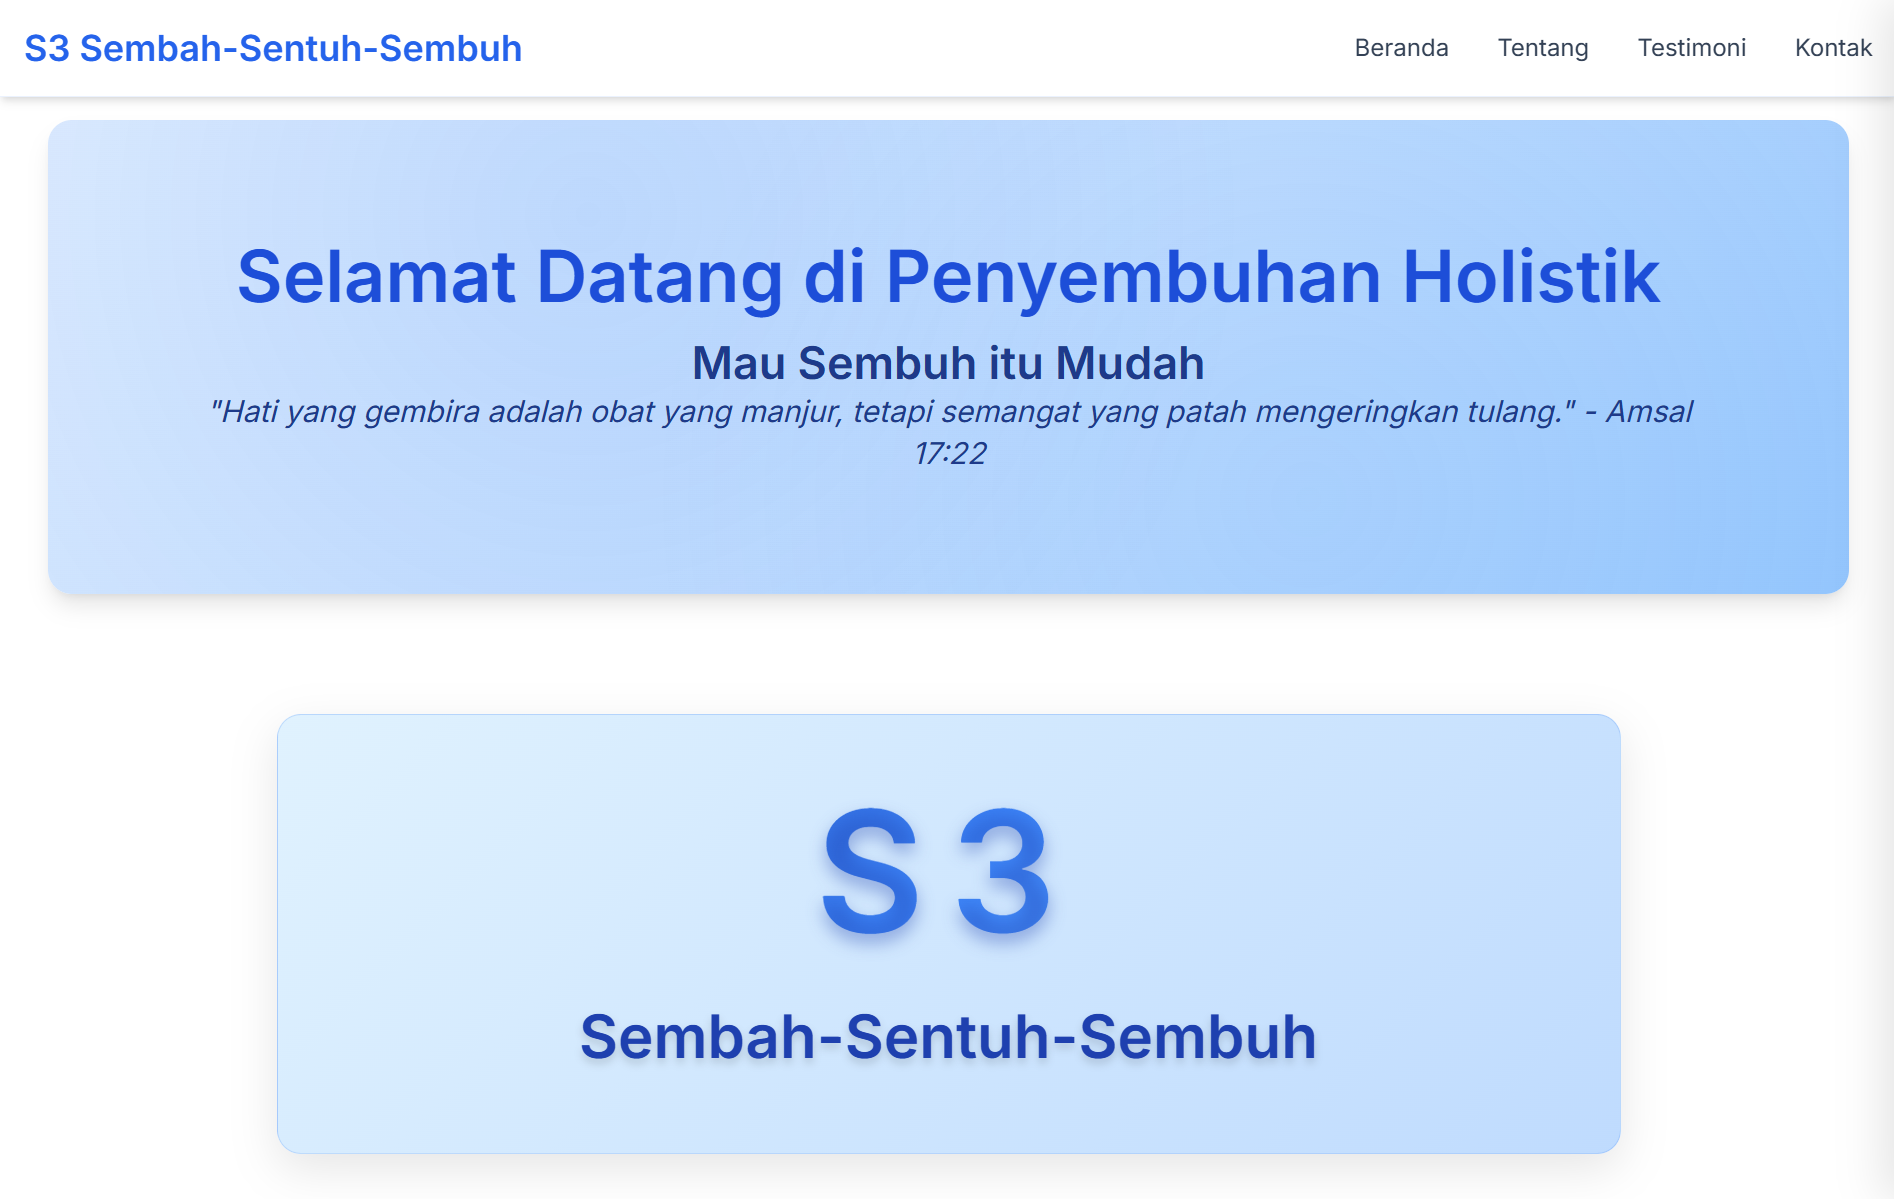 S3 Sembah-Sentuh-Sembuh
Beranda Tentang Testimoni Kontak
Selamat Datang di Penyembuhan Holistik
Mau Sembuh itu Mudah
"Hati yang gembira adalah obat yang manjur, tetapi semangat yang patah mengeringkan tulang." - Amsal
17:22
S3
Sembah-Sentuh-Sembuh